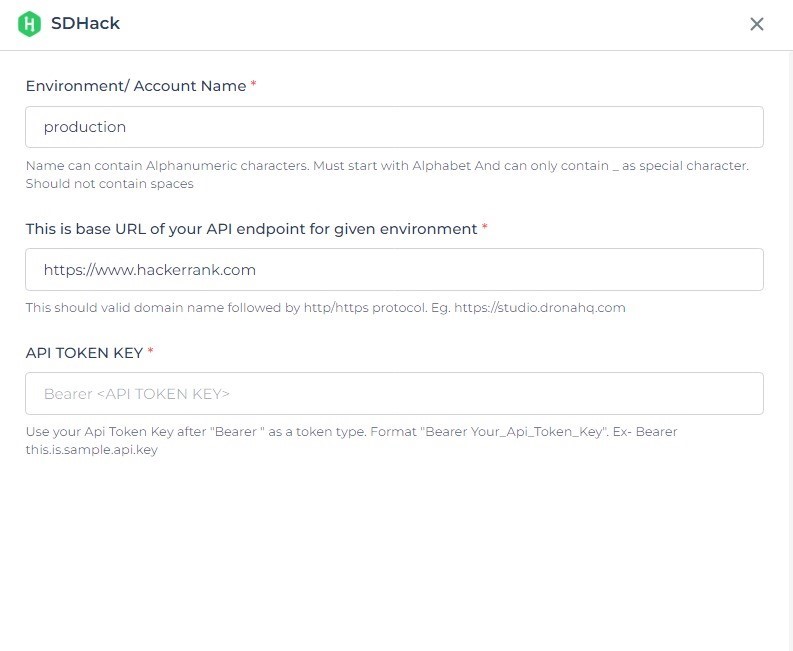 SDHack
Environment/ Account Name *
production
Name can contain Alphanumeric characters. Must start with Alphabet And can only contain _ as special character.
Should not contain spaces
This is base URL of your API endpoint for given environment *
https://www.hackerrank.com
This should valid domain name followed by http/https protocol. Eg. https://studio.dronahq.com
API TOKEN KEY *
Bearer <API TOKEN KEY>
Use your Api Token Key after "Bearer " as a token type. Format "Bearer Your_Api_Token_Key". Ex- Bearer
this.is.sample.api.key